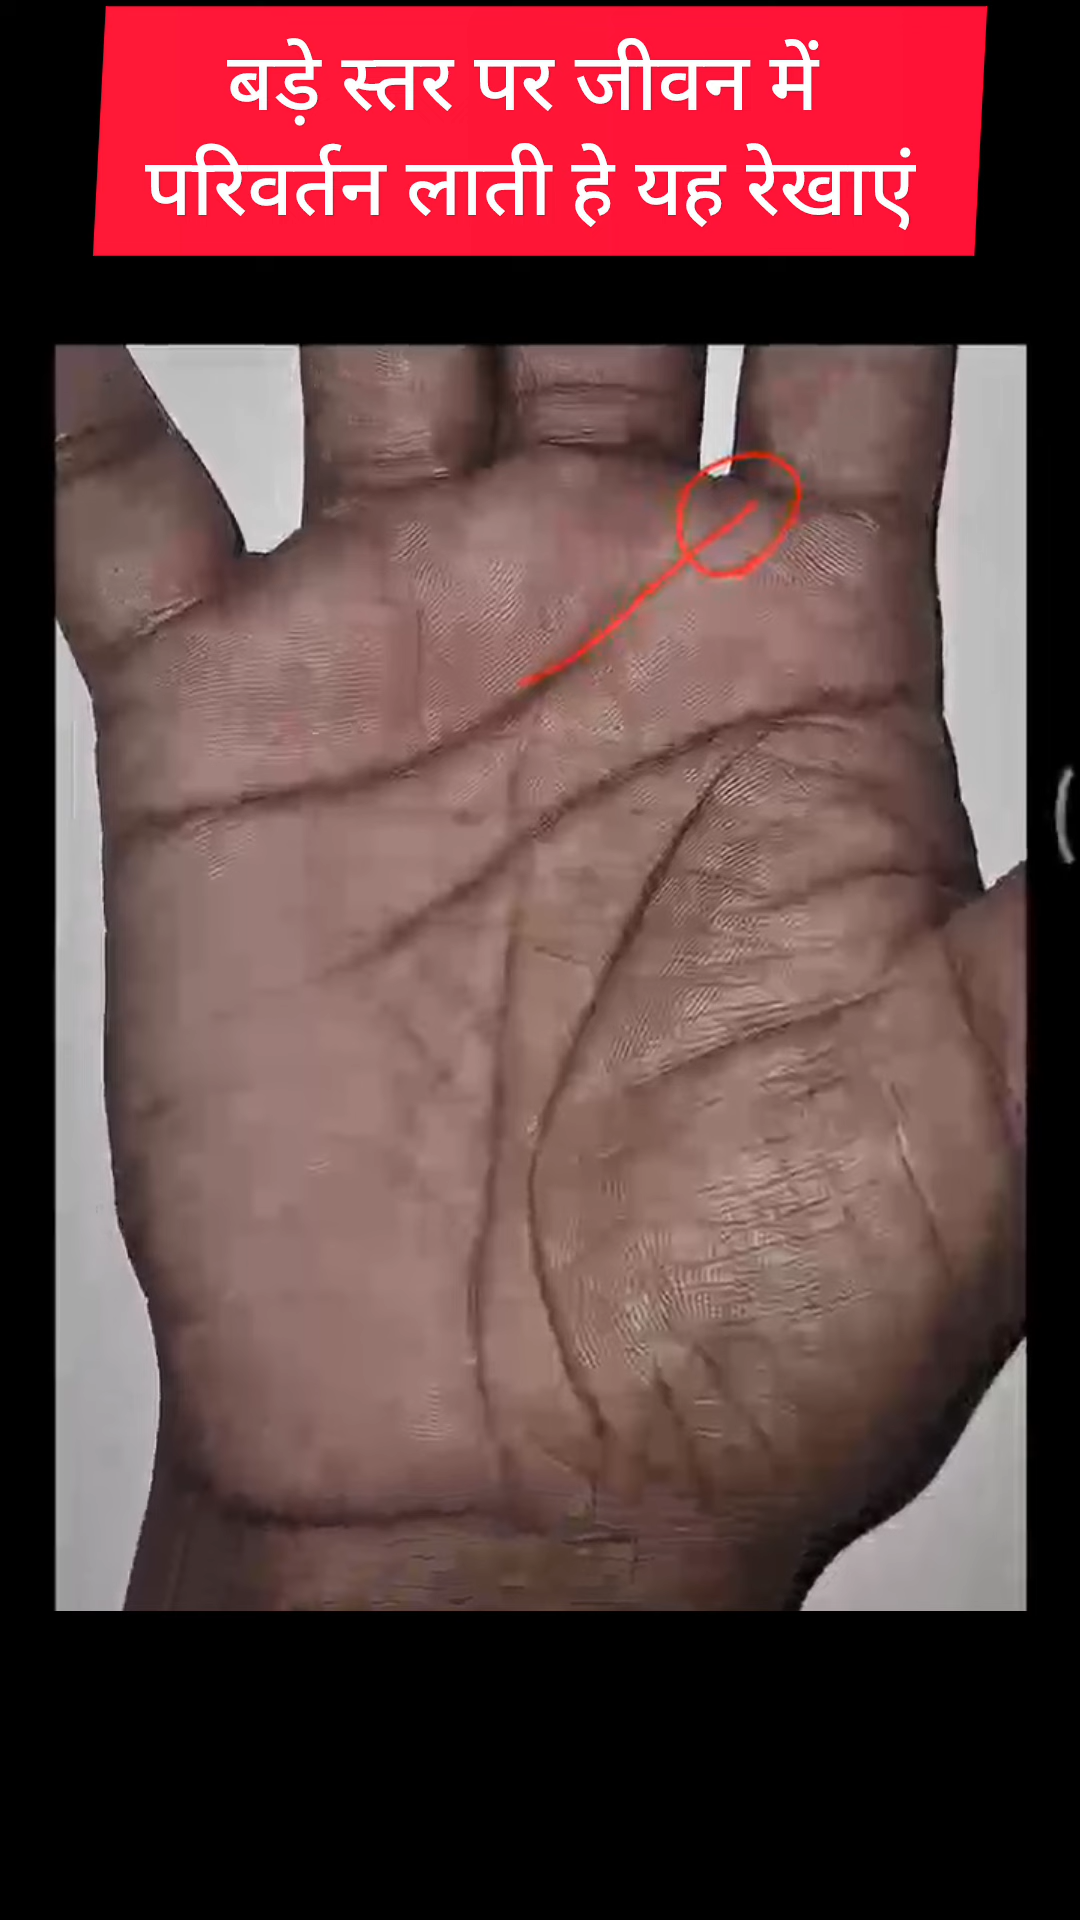 बड़े स्तर पर जीवन में
परिवर्तन लाती हे यह रेखाएं